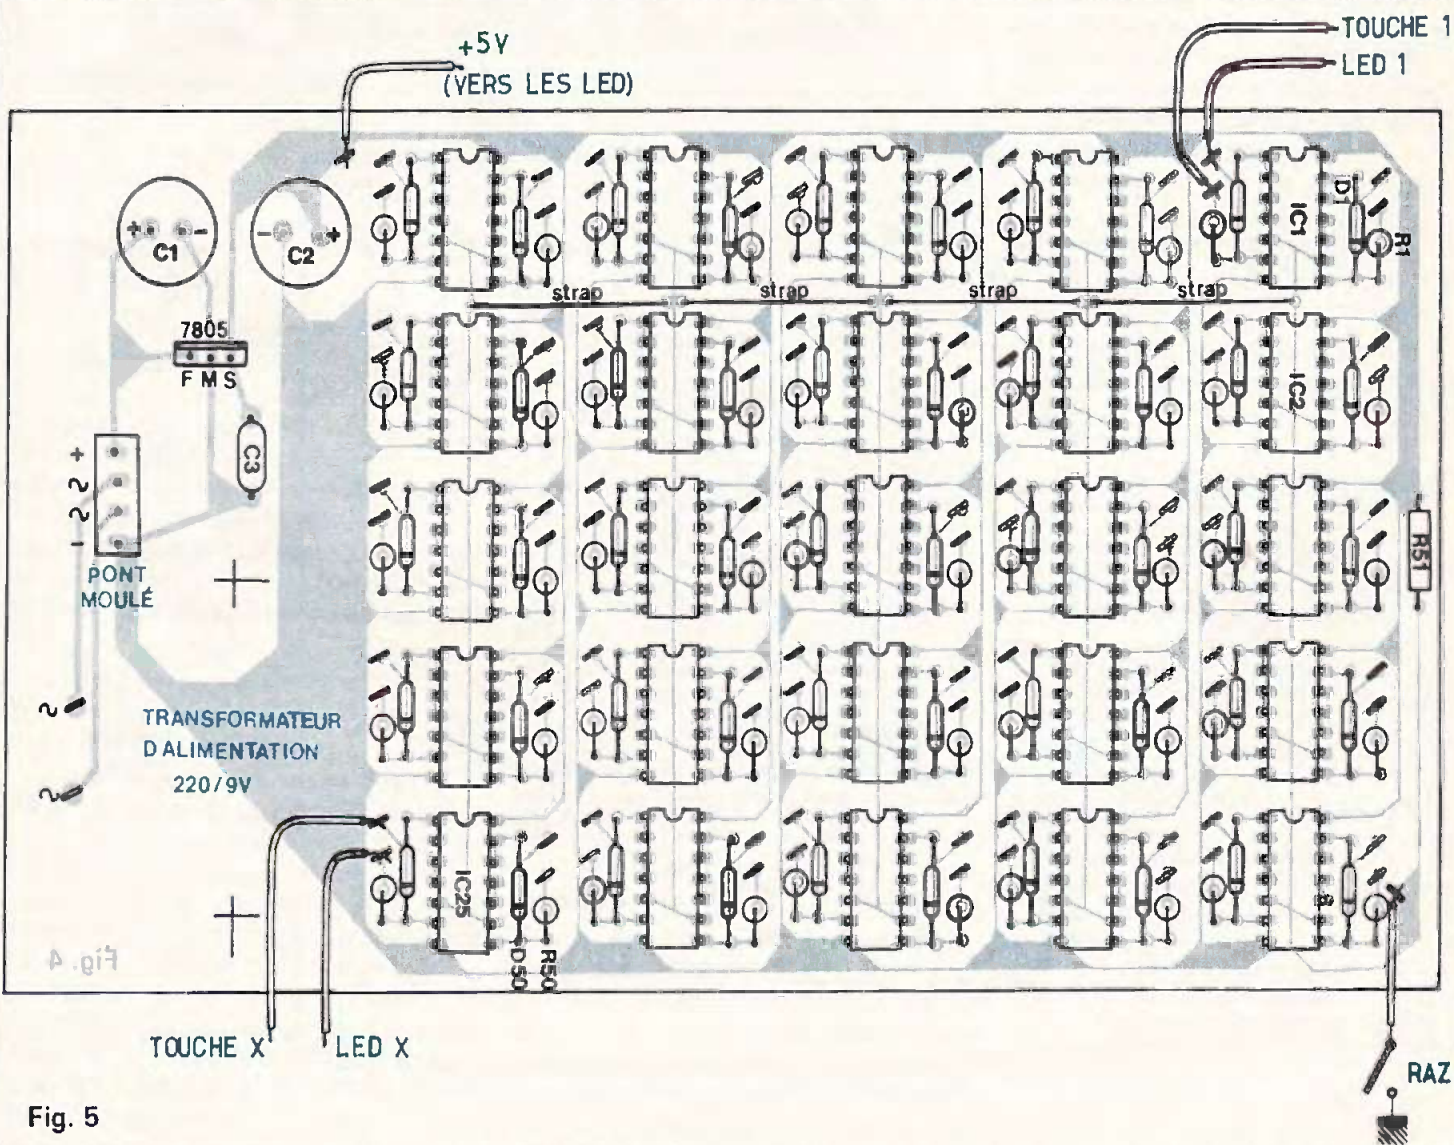 +5V
(VERS LES LED)
TOUCHE 1
LED 1
+ -
C1
- +
C2
IC1
D1
R1
strap
strap
strap
strap
7805
F M S
IC2
C3
+
-
R51
PONT
MOULÉ
TRANSFORMATEUR
D ALIMENTATION
220/9V
IC25
D50
R50
Fig. 4
TOUCHE X
LED X
RAZ
Fig. 5